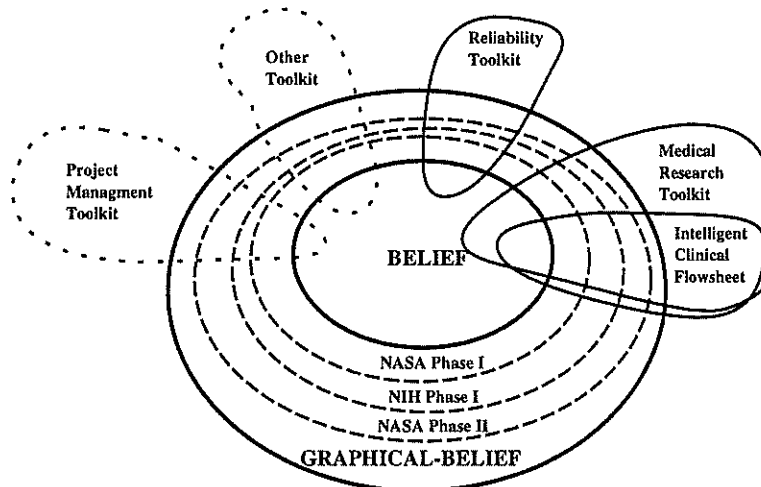 Other
Toolkit
Reliability
Toolkit
Project
Managment
Toolkit
Medical
Research
Toolkit
Intelligent
Clinical
Flowsheet
BELIEF
NASA Phase I
NIH Phase I
NASA Phase II
GRAPHICAL-BELIEF